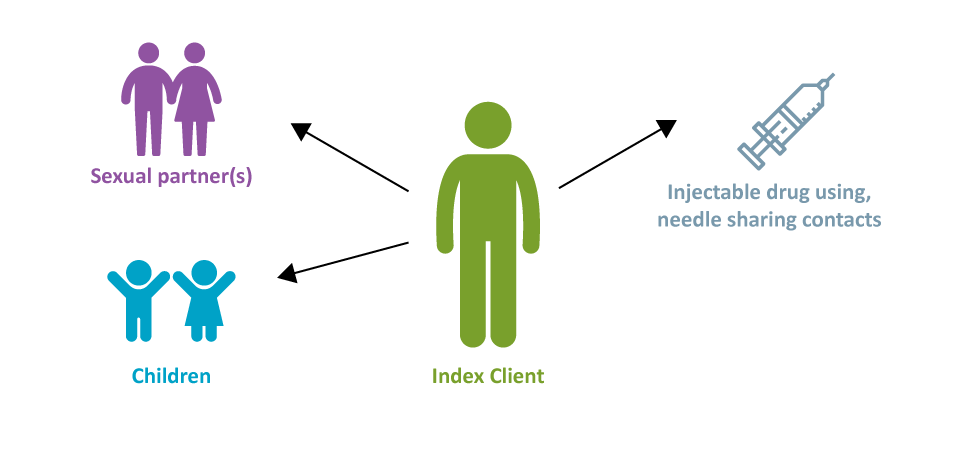 Sexual partner(s)
Injectable drug using,
needle sharing contacts
Children
Index Client